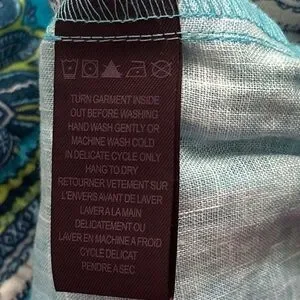 TURN GARMENT INSIDE
OUT BEFORE WASHING
HAND WASH GENTLY OR
MACHINE WASH COLD
IN DELICATE CYCLE ONLY
HANG TO DRY
RETOURNER VETEMENT SUR
L'ENVERS AVANT DE LAVER
LAVER A LA MAIN
DELICATEMENT OU
LAVER EN MACHINE A FROID
CYCLE DELICAT
PENDRE A SEC